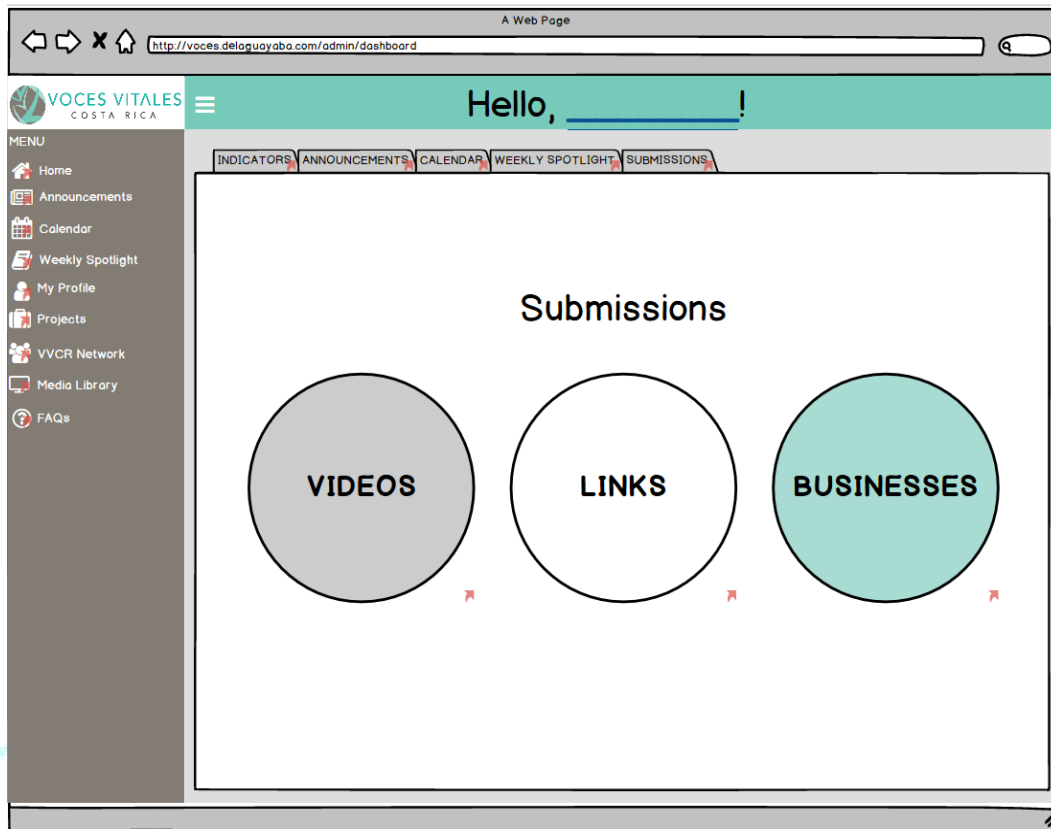 A Web Page
http://voces.delaguayaba.com/admin/dashboard
VOCES VITALES
COSTA RICA
Hello, __________!
MENU
Home
Announcements
Calendar
Weekly Spotlight
My Profile
Projects
VVCR Network
Media Library
FAQs
INDICATORS ANNOUNCEMENTS CALENDAR WEEKLY SPOTLIGHT SUBMISSIONS
Submissions
VIDEOS LINKS BUSINESSES